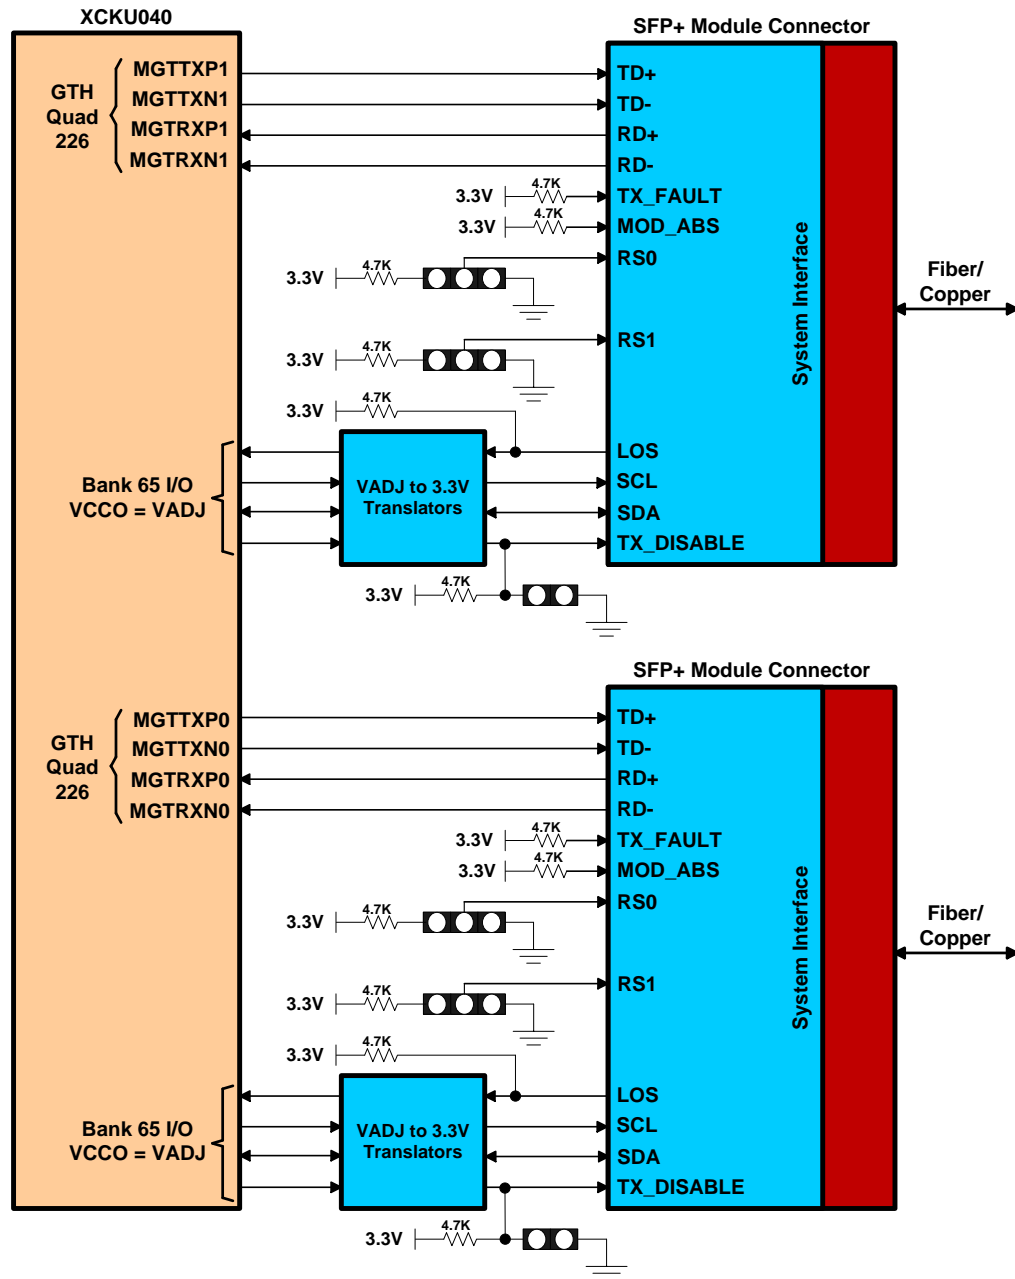 XCKU040
SFP+ Module Connector
GTH
Quad
226
MGTTXP1
MGTTXN1
MGTRXP1
MGTRXN1
TD+
TD-
RD+
RD-
3.3V
4.7K
TX_FAULT
3.3V
4.7K
MOD_ABS
3.3V
4.7K
RS0
3.3V
4.7K
RS1
3.3V
4.7K
System Interface
Fiber/
Copper
Bank 65 I/O
VCCO = VADJ
VADJ to 3.3V
Translators
LOS
SCL
SDA
TX_DISABLE
3.3V
4.7K
SFP+ Module Connector
GTH
Quad
226
MGTTXP0
MGTTXN0
MGTRXP0
MGTRXN0
TD+
TD-
RD+
RD-
3.3V
4.7K
TX_FAULT
3.3V
4.7K
MOD_ABS
3.3V
4.7K
RS0
3.3V
4.7K
RS1
3.3V
4.7K
System Interface
Fiber/
Copper
Bank 65 I/O
VCCO = VADJ
VADJ to 3.3V
Translators
LOS
SCL
SDA
TX_DISABLE
3.3V
4.7K